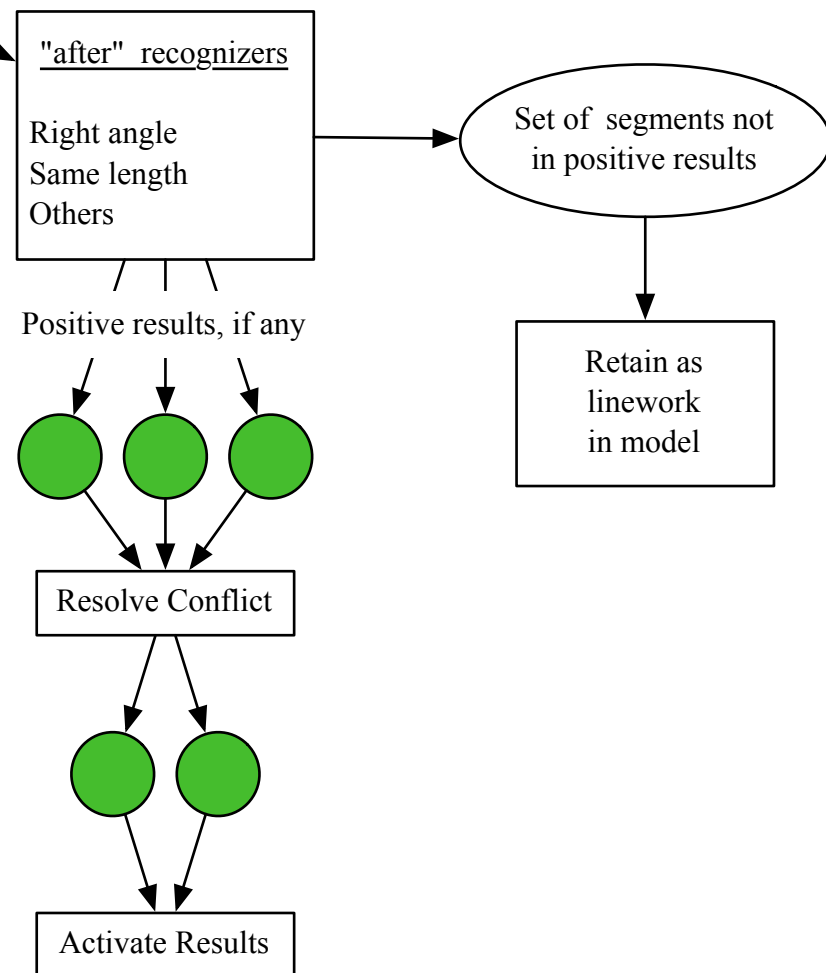 "after" recognizers
Right angle
Same length
Others
Set of segments not
in positive results
Positive results, if any
Retain as
linework
in model
Resolve Conflict
Activate Results